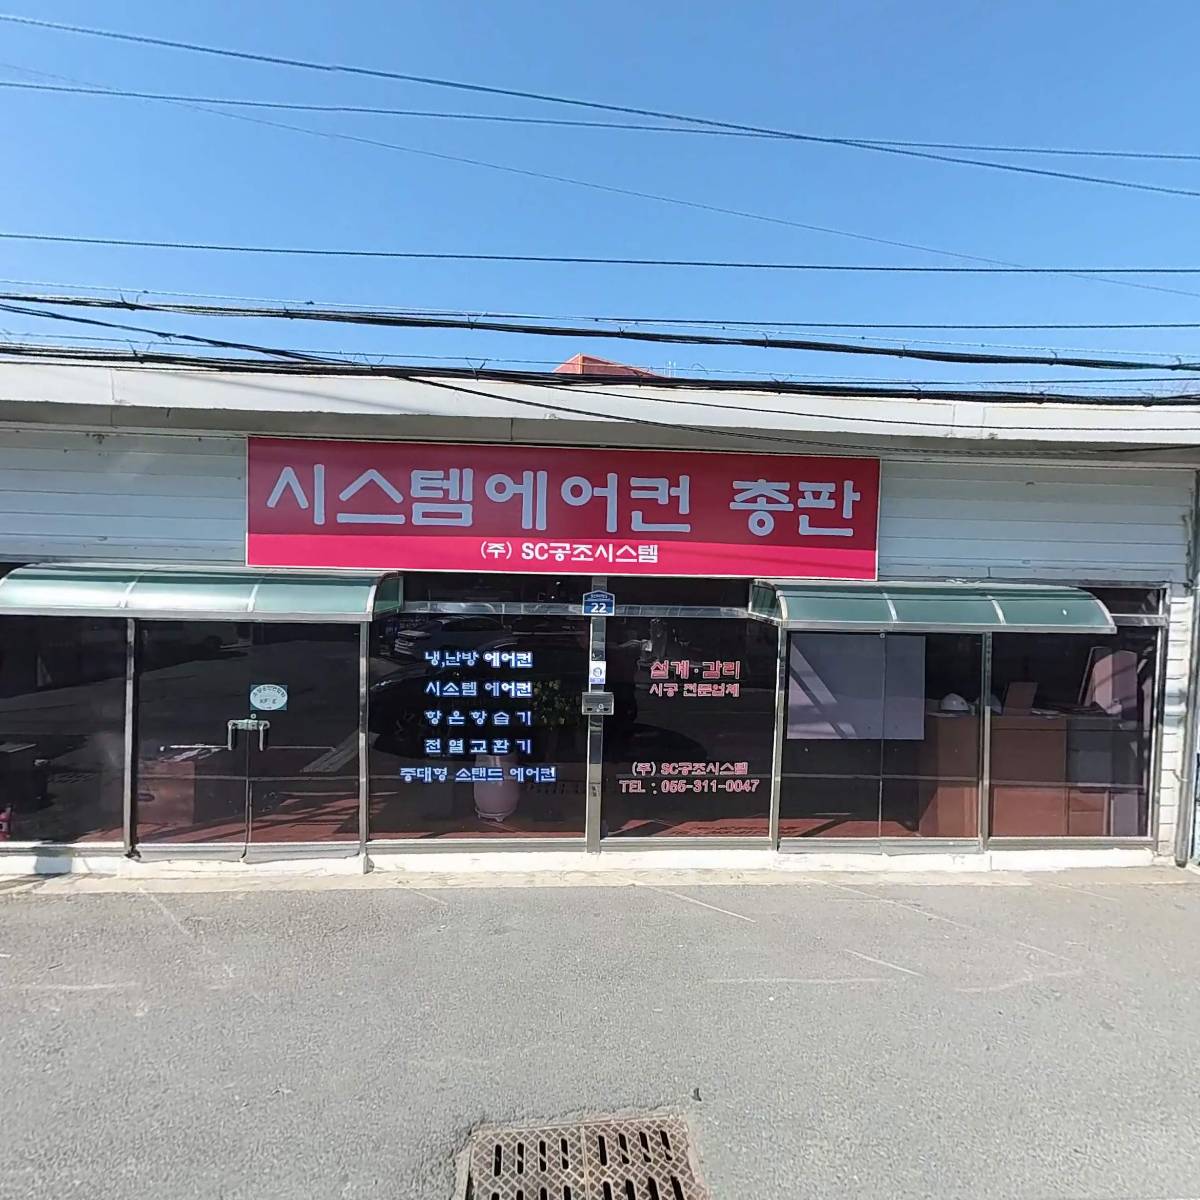 시스템에어컨 총판
(주) SC공조시스템
22
냉,난방 에어컨
시스템 에어컨
항온항습기
전열교환기
중대형 스탠드 에어컨
설계·감리
시공 전문업체
(주) SC공조시스템
TEL : 055-311-0047